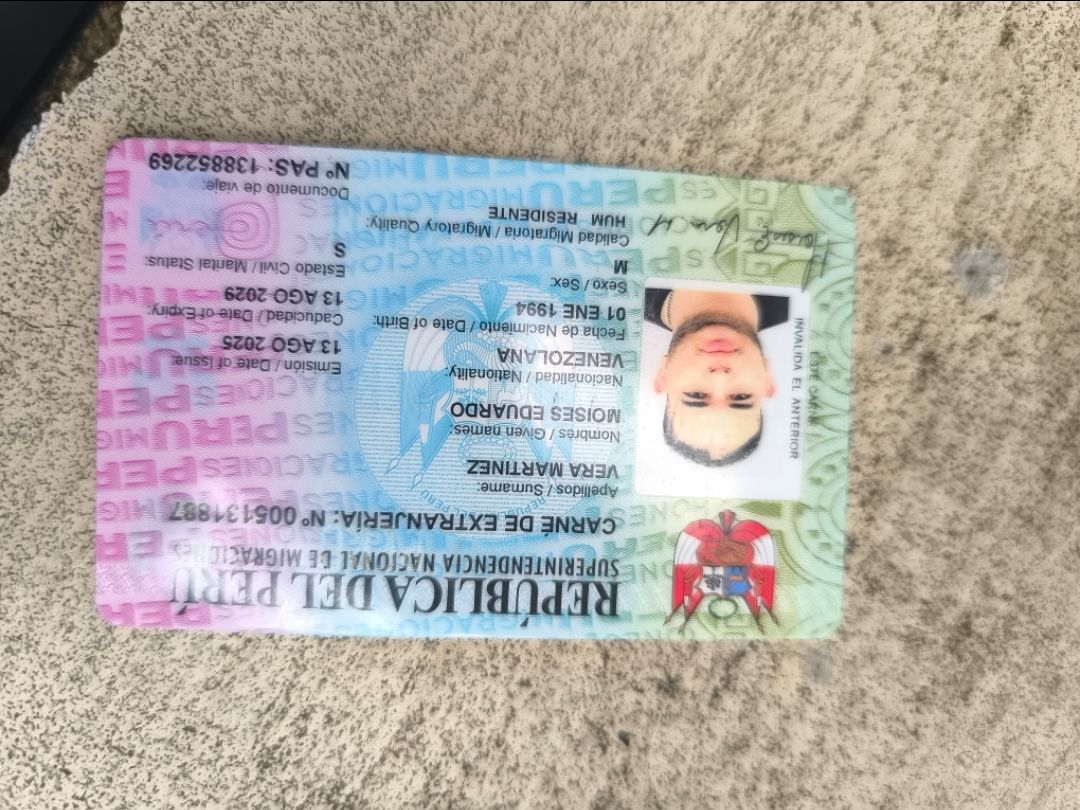 REPÚBLICA DEL PERÚ
SUPERINTENDENCIA NACIONAL DE MIGRACIONES
CARNÉ DE EXTRANJERÍA: Nº 005131887
Apellidos / Surname:
VERA MARTINEZ
Nombres / Given names:
MOISES EDUARDO
Nacionalidad / Nationality:
VENEZOLANA
Fecha de Nacimiento / Date of Birth:
01 ENE 1994
Sexo / Sex:
M
Calidad Migratoria / Migratory Quality:
HUM RESIDENTE
Emisión / Date of Issue:
13 AGO 2025
Caducidad / Date of Expiry:
13 AGO 2029
Estado Civil / Marital Status:
S
Documento de viaje:
Nº PAS: 138852269
ESTE CARNÉ
INVALIDA EL ANTERIOR